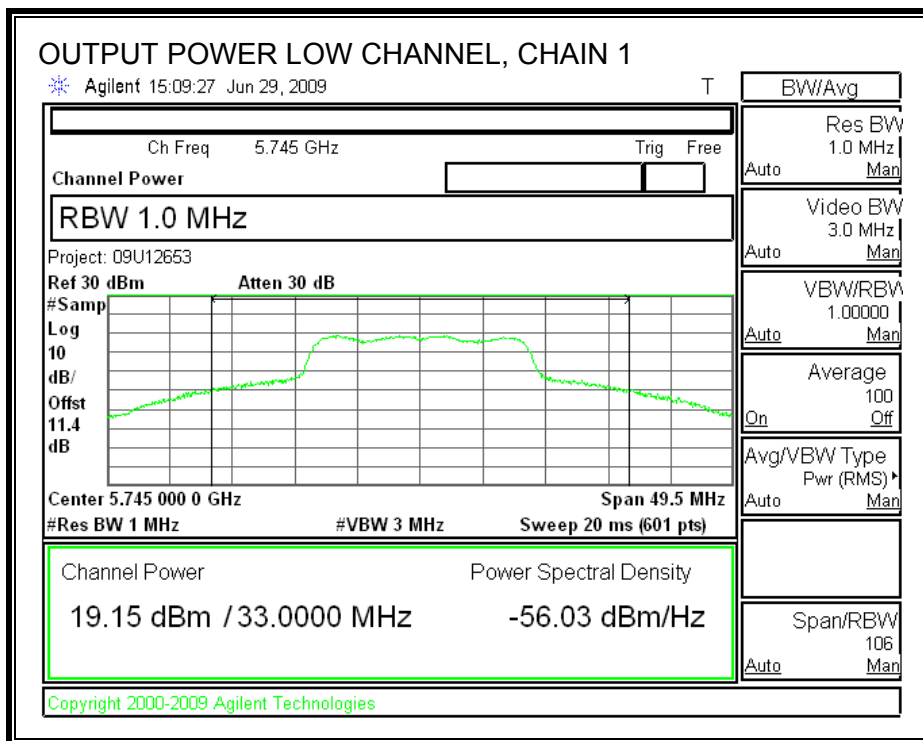 OUTPUT POWER LOW CHANNEL, CHAIN 1
Agilent 15:09:27 Jun 29, 2009 T
Ch Freq 5.745 GHz Trig Free
Channel Power
RBW 1.0 MHz
Project: 09U12653
Ref 30 dBm Atten 30 dB
#Samp
Log
10
dB/
Offst
11.4
dB
Center 5.745 000 0 GHz Span 49.5 MHz
#Res BW 1 MHz #VBW 3 MHz Sweep 20 ms (601 pts)
Channel Power Power Spectral Density
19.15 dBm / 33.0000 MHz -56.03 dBm/Hz
Copyright 2000-2009 Agilent Technologies
BW/Avg
Res BW
1.0 MHz
Auto Man
Video BW
3.0 MHz
Auto Man
VBW/RBW
1.00000
Auto Man
Average
100
On Off
Avg/VBW Type
Pwr (RMS)
Auto Man
Span/RBW
106
Auto Man